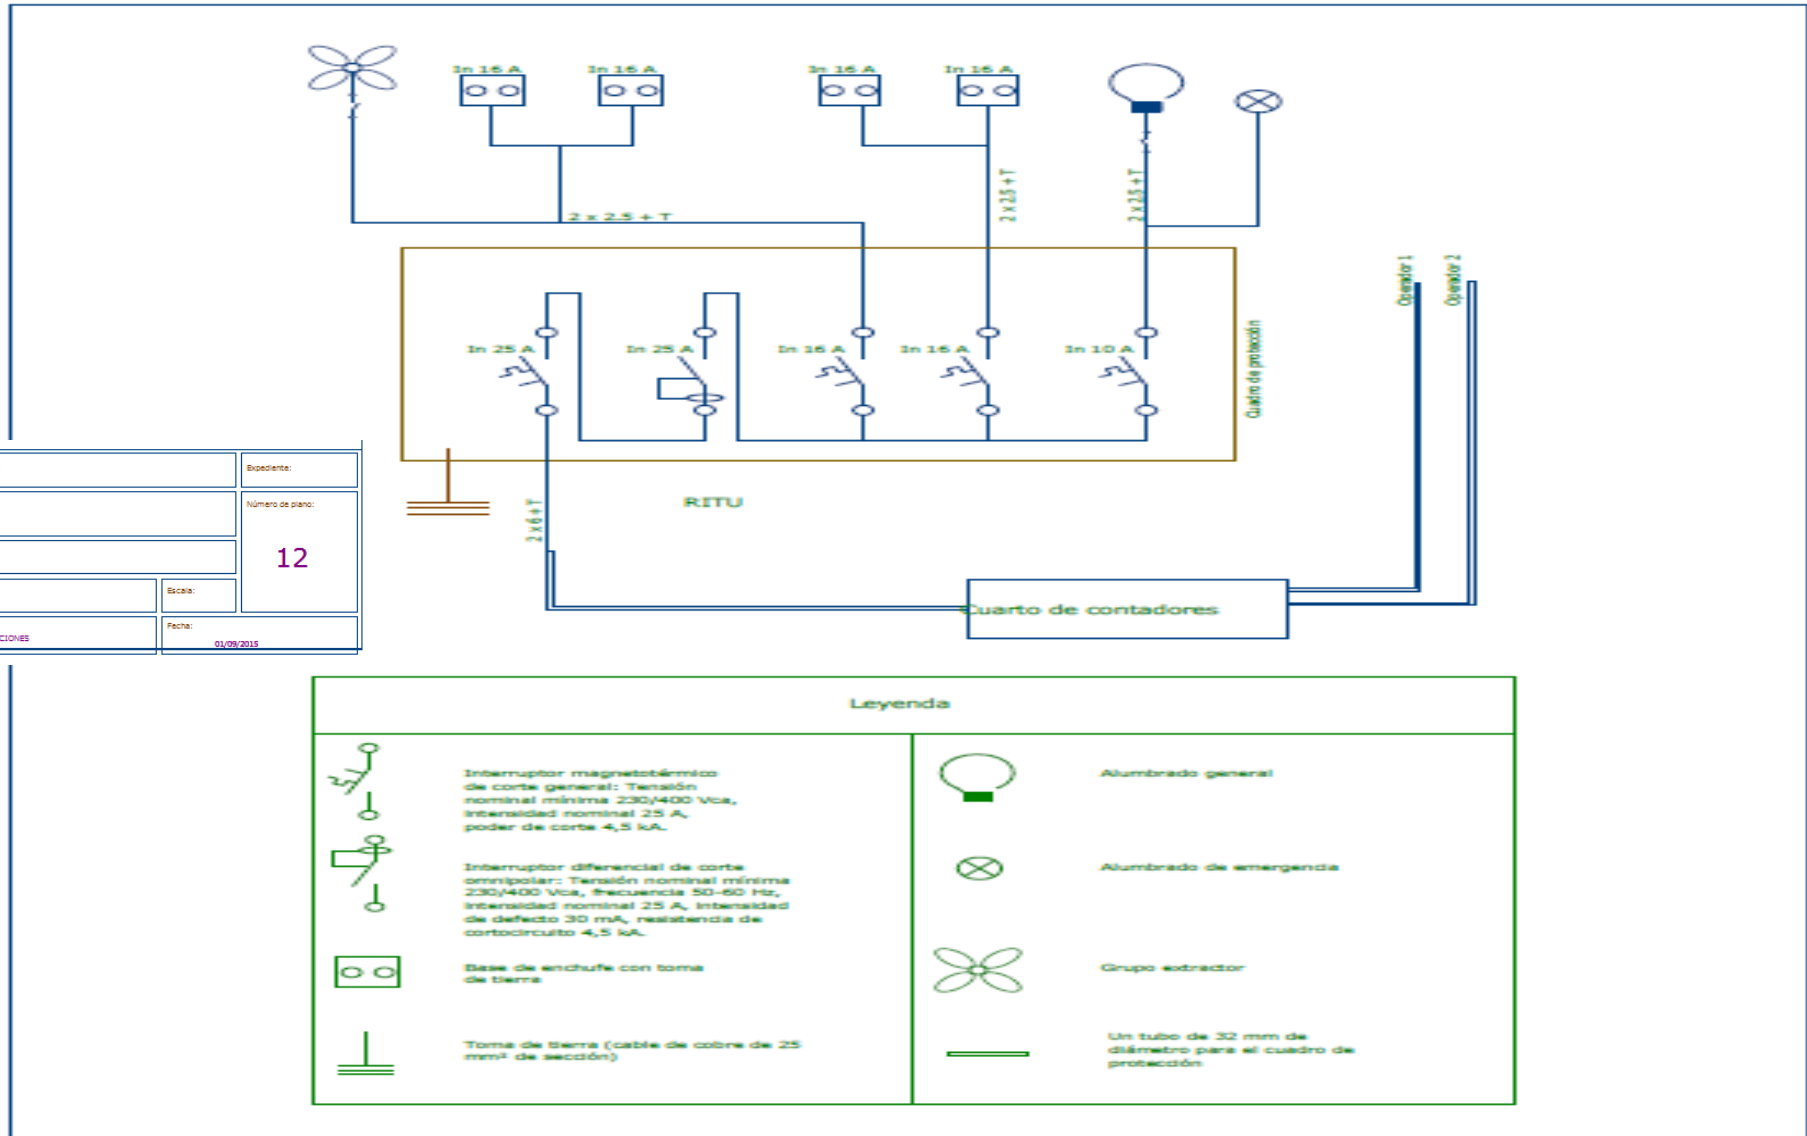 In 16 A
In 16 A
In 16 A
In 16 A
2 x 2.5 + T
2 x 2.5 + T
2 x 2.5 + T
Operador 1
Operador 2
In 25 A
In 25 A
In 16 A
In 16 A
In 10 A
Cuadro de protección
Expediente:
Número de plano:
12
Escala:
CIONES
Fecha:
01/09/2015
2 x 6 + T
RITU
Cuarto de contadores
Leyenda
Interruptor magnetotérmico
de corte general: Tensión
nominal mínima 230/400 Vca,
intensidad nominal 25 A,
poder de corte 4,5 kA.
Interruptor diferencial de corte
omnipolar: Tensión nominal mínima
230/400 Vca, frecuencia 50-60 Hz,
intensidad nominal 25 A, intensidad
de defecto 30 mA, resistencia de
cortocircuito 4,5 kA.
Base de enchufe con toma
de tierra
Toma de tierra (cable de cobre de 25
mm² de sección)
Alumbrado general
Alumbrado de emergencia
Grupo extractor
Un tubo de 32 mm de
diámetro para el cuadro de
protección